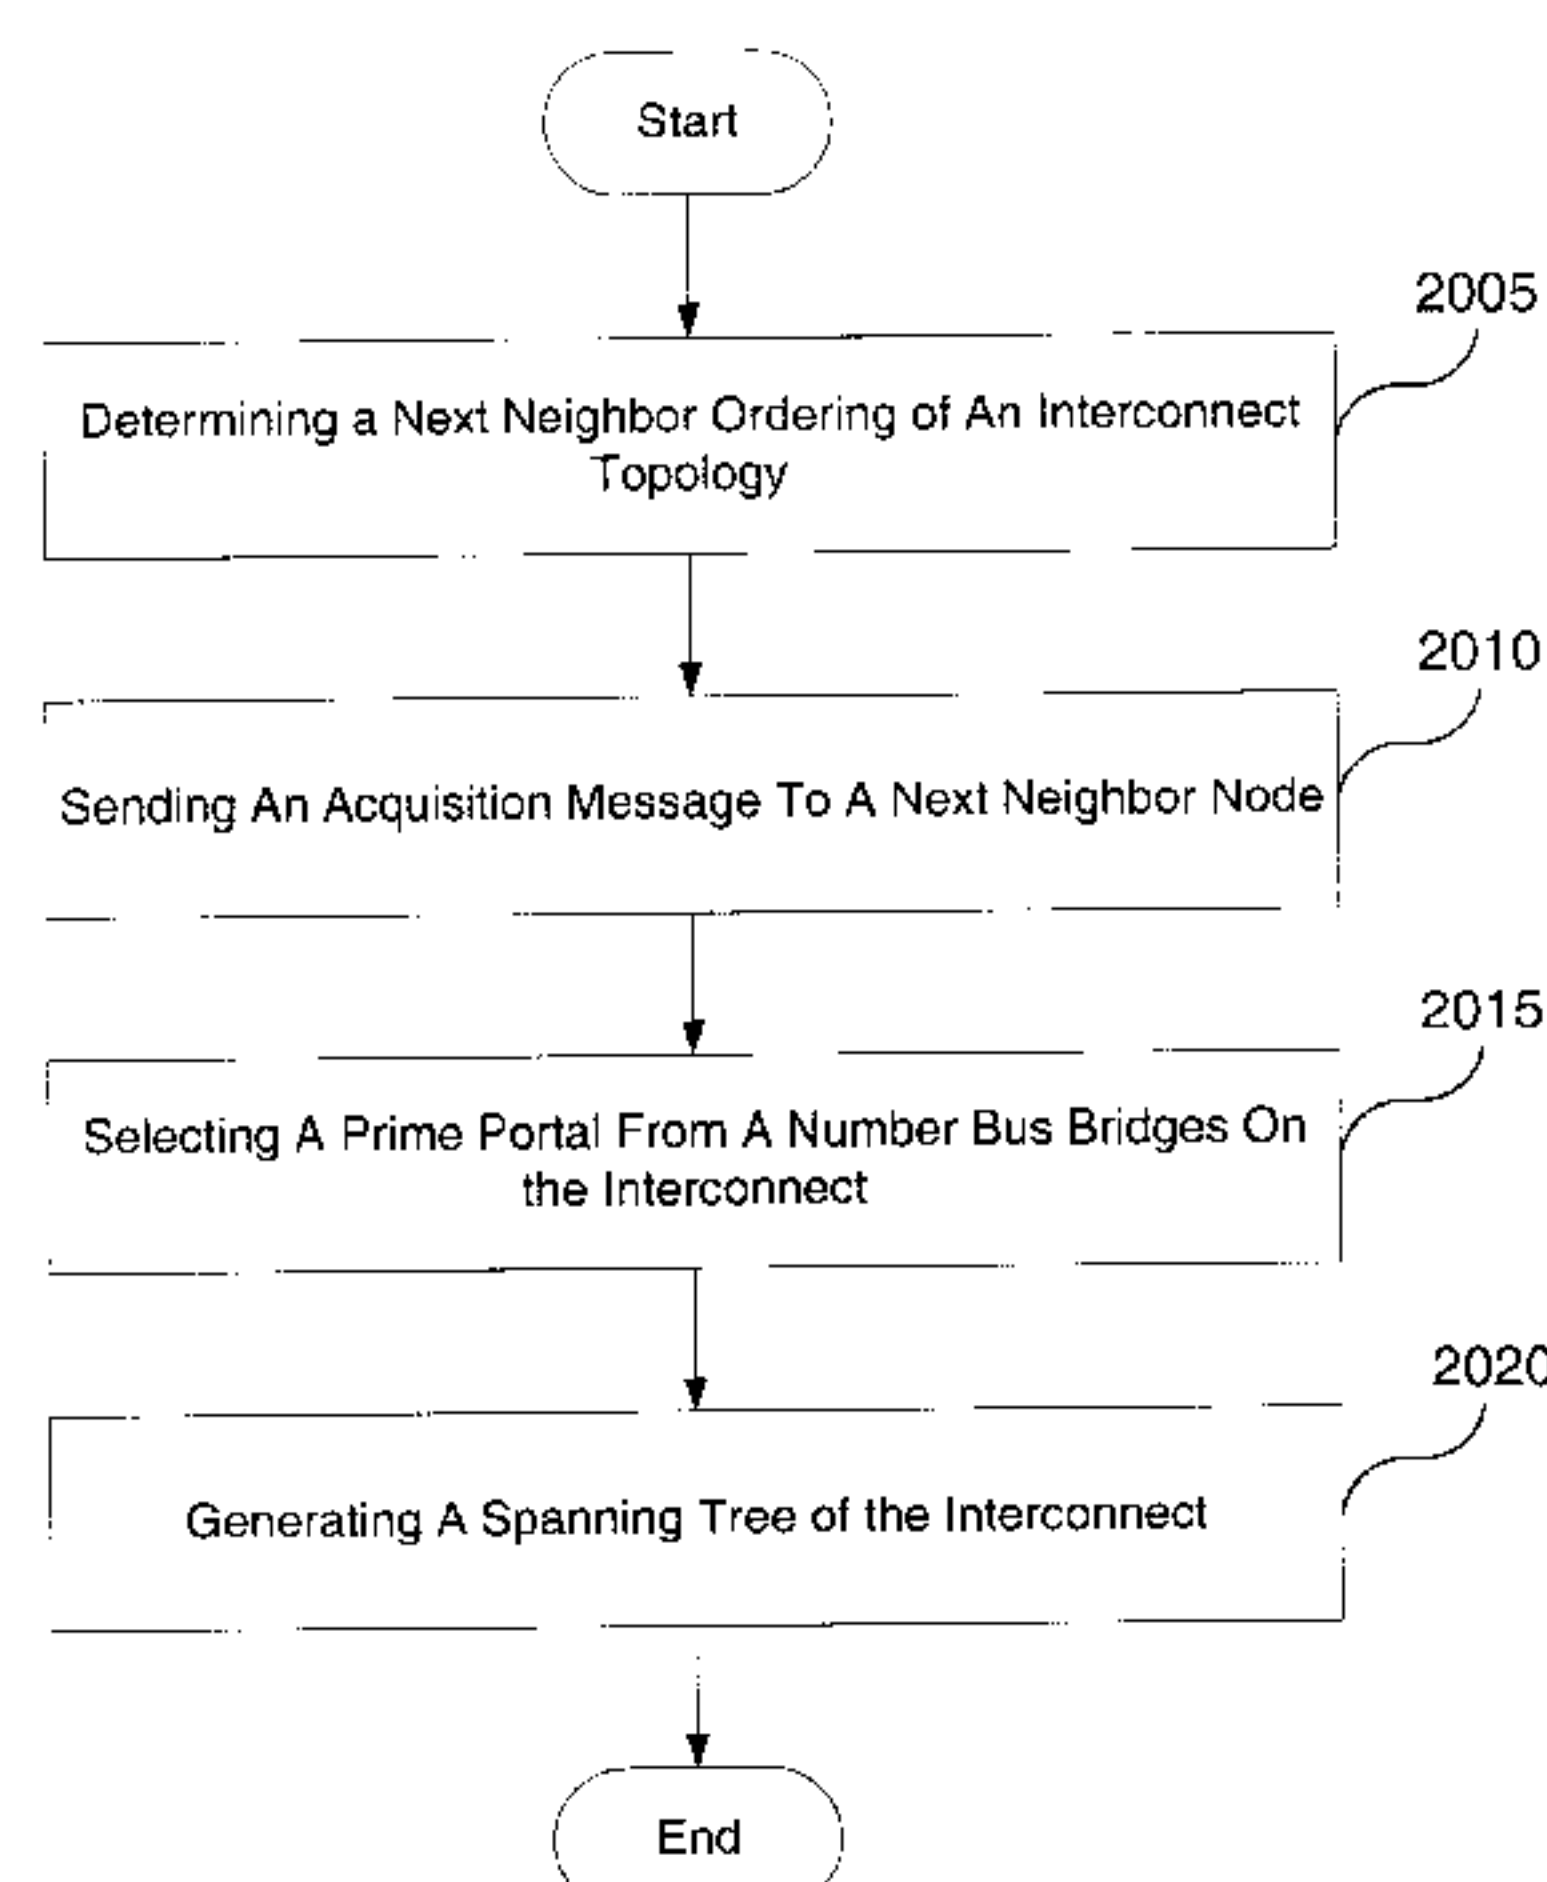 Start
2005
Determining a Next Neighbor Ordering of An Interconnect
Topology
2010
Sending An Acquisition Message To A Next Neighbor Node
2015
Selecting A Prime Portal From A Number Bus Bridges On
the Interconnect
2020
Generating A Spanning Tree of the Interconnect
End